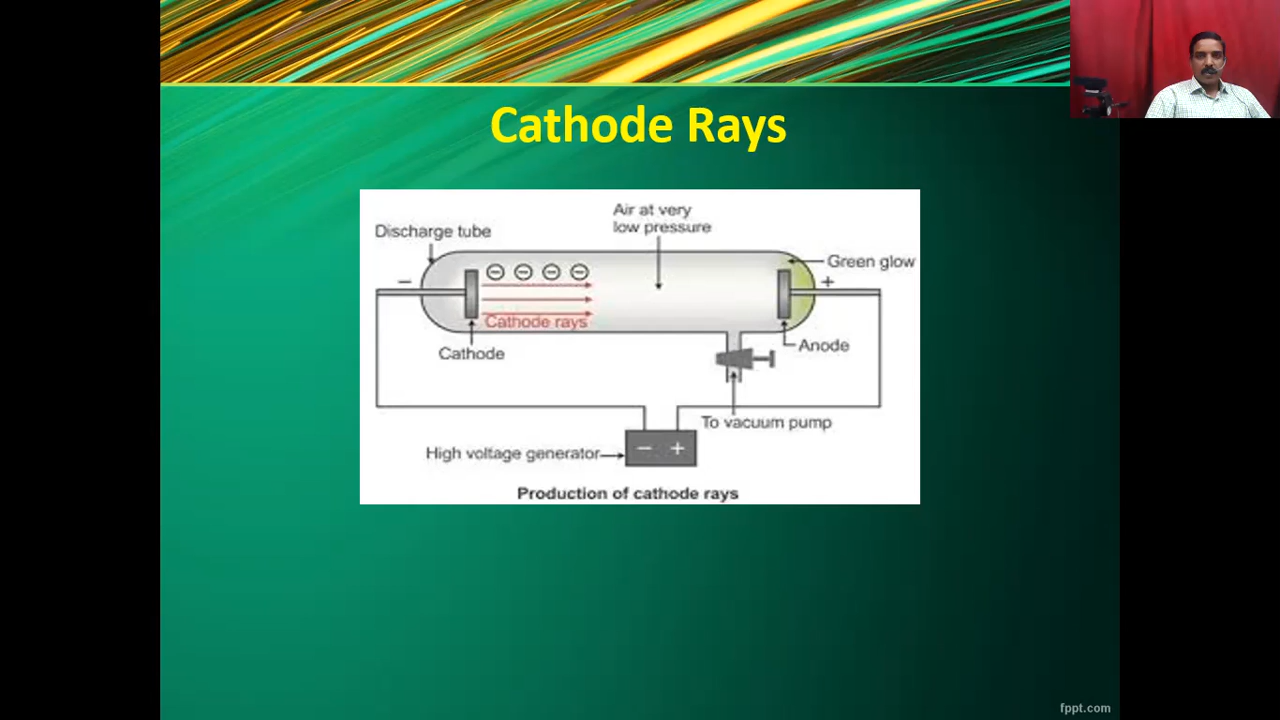 Cathode Rays
Air at very
low pressure
Discharge tube
Green glow
− +
⊖ ⊖ ⊖ ⊖
Cathode rays
Cathode
Anode
To vacuum pump
− +
High voltage generator
Production of cathode rays
fppt.com